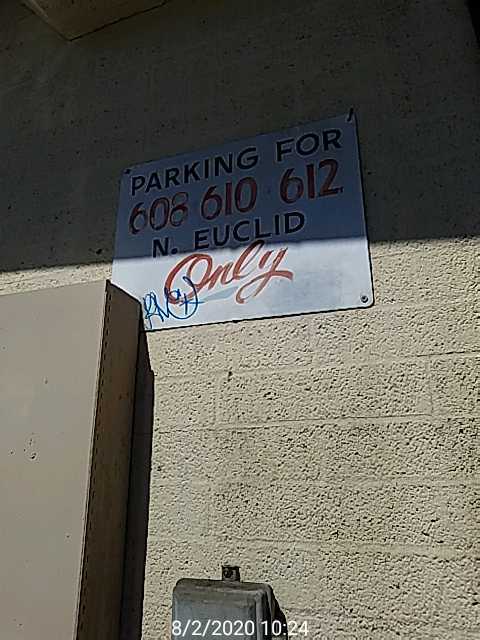 PARKING FOR
608 610 612
N. EUCLID
Only
8/2/2020 10:24